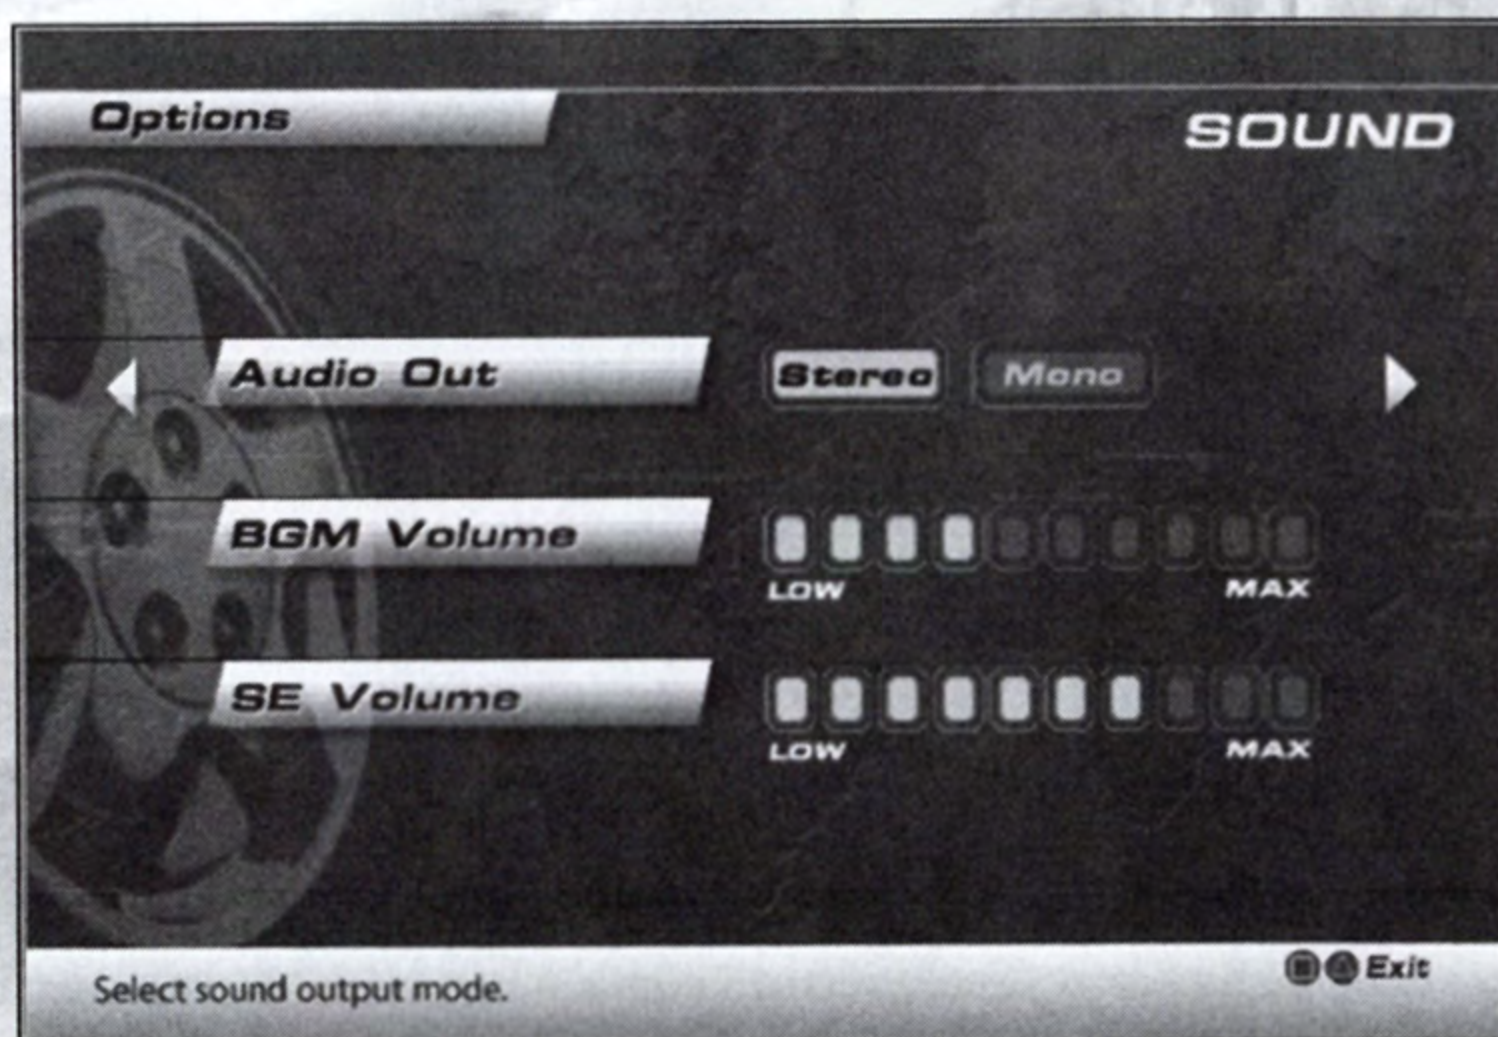 Options
SOUND
Audio Out Stereo Mono
BGM Volume
LOW MAX
SE Volume
LOW MAX
Select sound output mode.
Exit